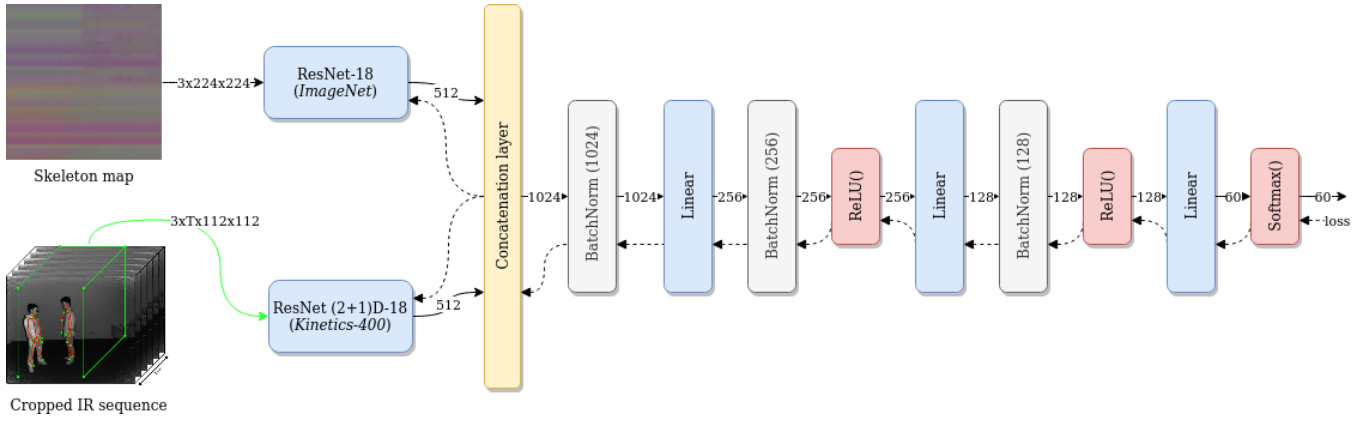 3x224x224
ResNet-18
(ImageNet)
512
Skeleton map
3xTx112x112
ResNet (2+1)D-18
(Kinetics-400)
512
Cropped IR sequence
Concatenation layer
1024
BatchNorm (1024)
1024
Linear
256
BatchNorm (256)
256
ReLU()
256
Linear
128
BatchNorm (128)
128
ReLU()
128
Linear
60
Softmax()
60
loss